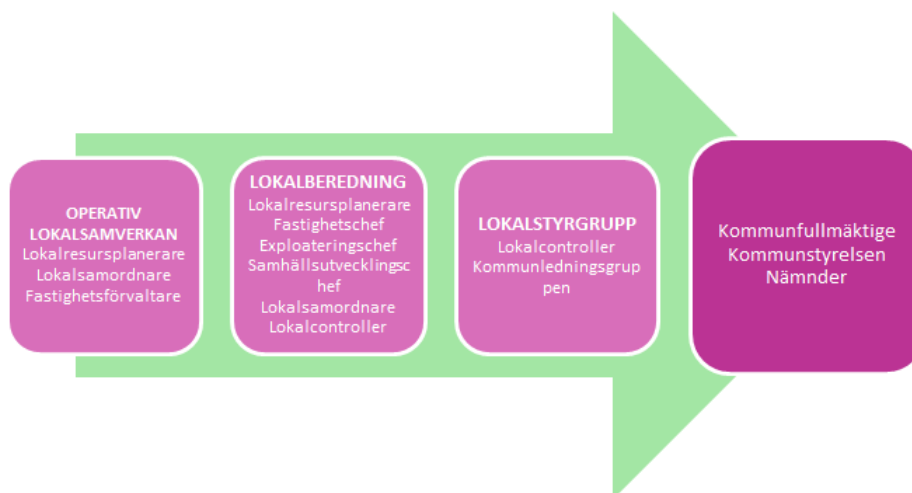 OPERATIV
LOKALSAMVERKAN
Lokalresursplanerare
Lokalsamordnare
Fastighetsförvaltare
LOKALBEREDNING
Lokalresursplanerare
Fastighetschef
Exploateringschef
Samhällsutvecklingsc
hef
Lokalsamordnare
Lokalcontroller
LOKALSTYRGRUPP
Lokalcontroller
Kommunledningsgrup
pen
Kommunfullmäktige
Kommunstyrelsen
Nämnder